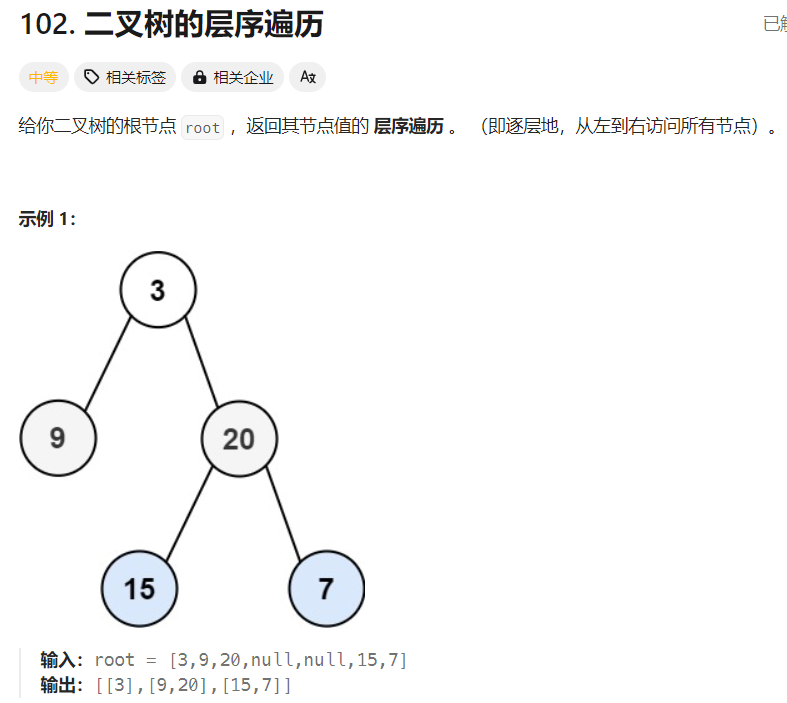 102. 二叉树的层序遍历
已解
中等 相关标签 相关企业 Ax
给你二叉树的根节点 root ，返回其节点值的 层序遍历 。 （即逐层地，从左到右访问所有节点）。
示例 1：
3
9
20
15
7
输入：root = [3,9,20,null,null,15,7]
输出：[[3],[9,20],[15,7]]